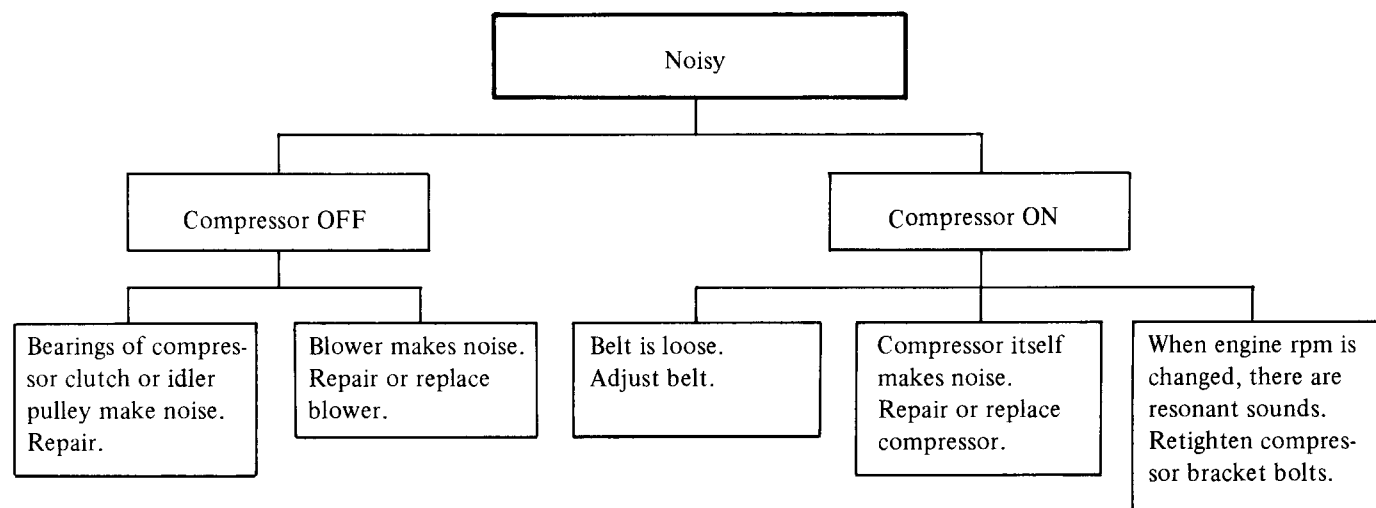 Noisy
Compressor OFF
Compressor ON
Bearings of compres-
sor clutch or idler
pulley make noise.
Repair.
Blower makes noise.
Repair or replace
blower.
Belt is loose.
Adjust belt.
Compressor itself
makes noise.
Repair or replace
compressor.
When engine rpm is
changed, there are
resonant sounds.
Retighten compres-
sor bracket bolts.